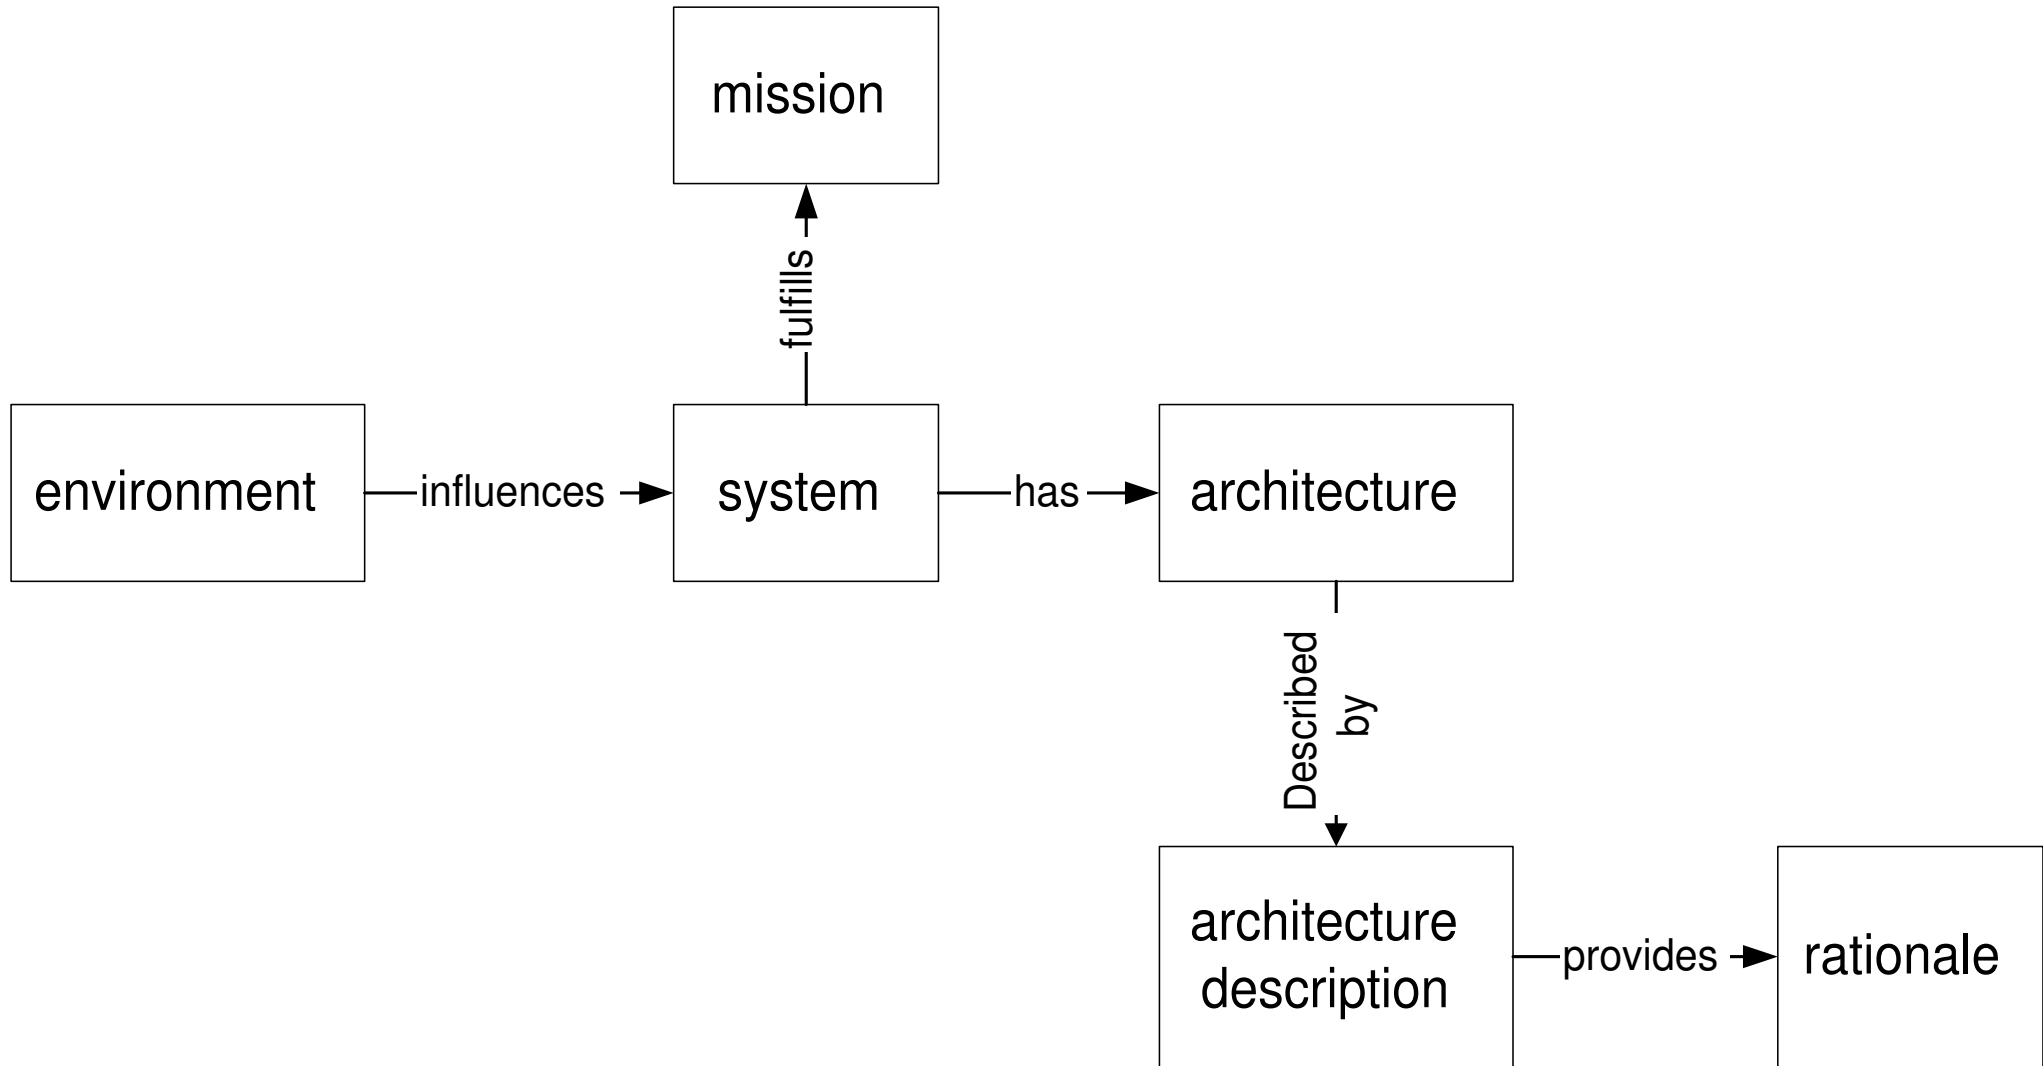 mission
fulfills
environment
influences
system
has
architecture
Described
by
architecture
description
provides
rationale